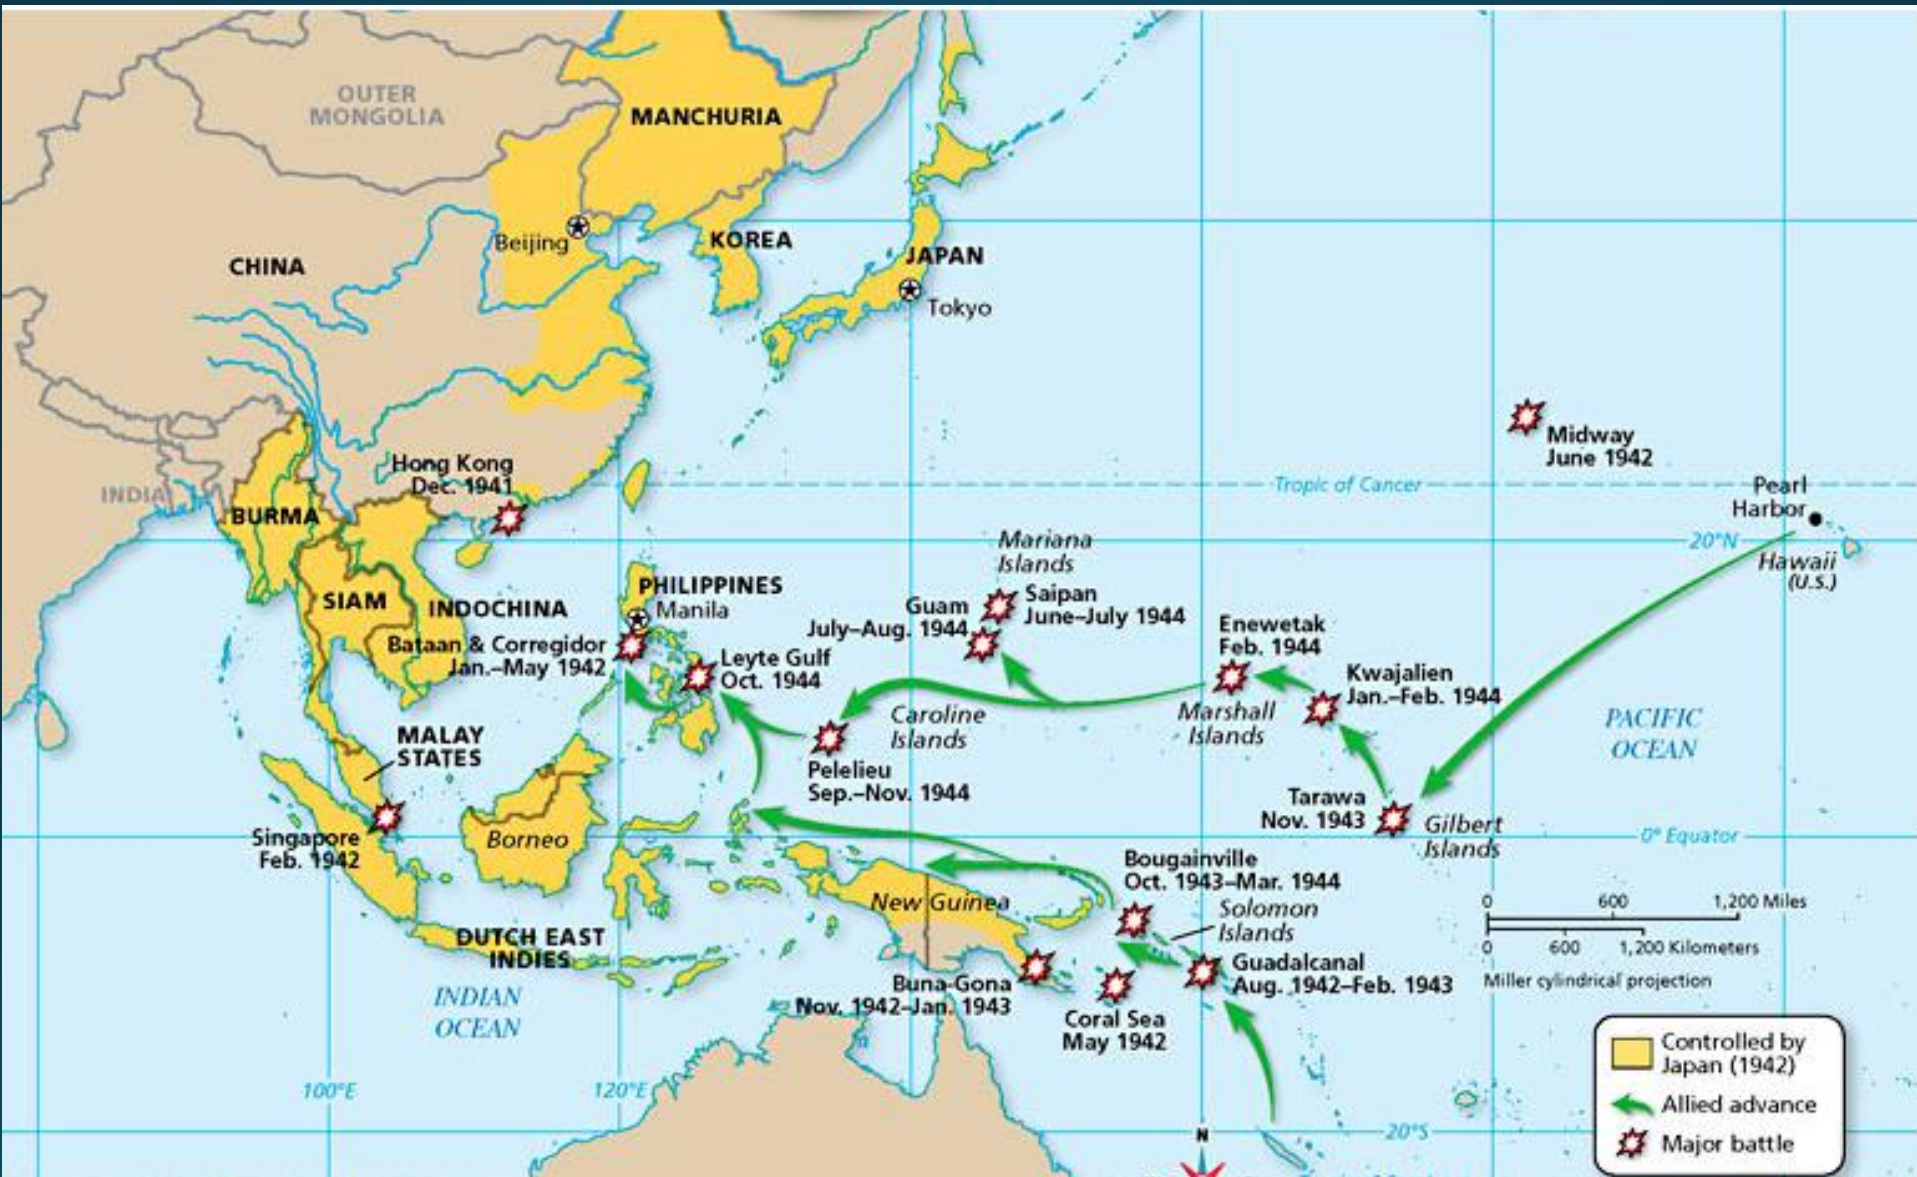 OUTER
MONGOLIA
MANCHURIA
Beijing
KOREA
JAPAN
CHINA
Tokyo
Midway
June 1942
Hong Kong
Dec. 1941
INDIA
BURMA
Tropic of Cancer
Pearl
Harbor
20°N
Hawaii
(U.S.)
Mariana
Islands
PHILIPPINES
Manila
SIAM
INDOCHINA
Guam
July–Aug. 1944
Saipan
June–July 1944
Enewetak
Feb. 1944
Bataan & Corregidor
Jan.–May 1942
Leyte Gulf
Oct. 1944
Kwajalien
Jan.–Feb. 1944
Caroline
Islands
Marshall
Islands
PACIFIC
OCEAN
MALAY
STATES
Pelelieu
Sep.–Nov. 1944
Tarawa
Nov. 1943
Gilbert
Islands
0° Equator
Singapore
Feb. 1942
Borneo
Bougainville
Oct. 1943–Mar. 1944
New Guinea
Solomon
Islands
0 600 1,200 Miles
0 600 1,200 Kilometers
Miller cylindrical projection
DUTCH EAST
INDIES
INDIAN
OCEAN
Buna-Gona
Nov. 1942–Jan. 1943
Guadalcanal
Aug. 1942–Feb. 1943
Coral Sea
May 1942
100°E
120°E
N
20°S
Controlled by
Japan (1942)
Allied advance
Major battle